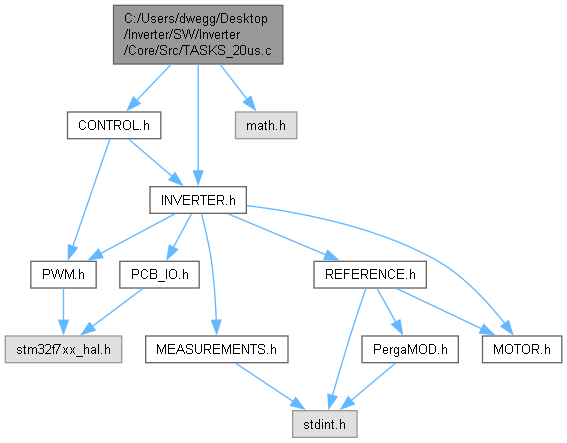 C:/Users/dwegg/Desktop
/Inverter/SW/Inverter
/Core/Src/TASKS_20us.c
CONTROL.h
math.h
INVERTER.h
PWM.h
PCB_IO.h
REFERENCE.h
stm32f7xx_hal.h
MEASUREMENTS.h
PergaMOD.h
MOTOR.h
stdint.h